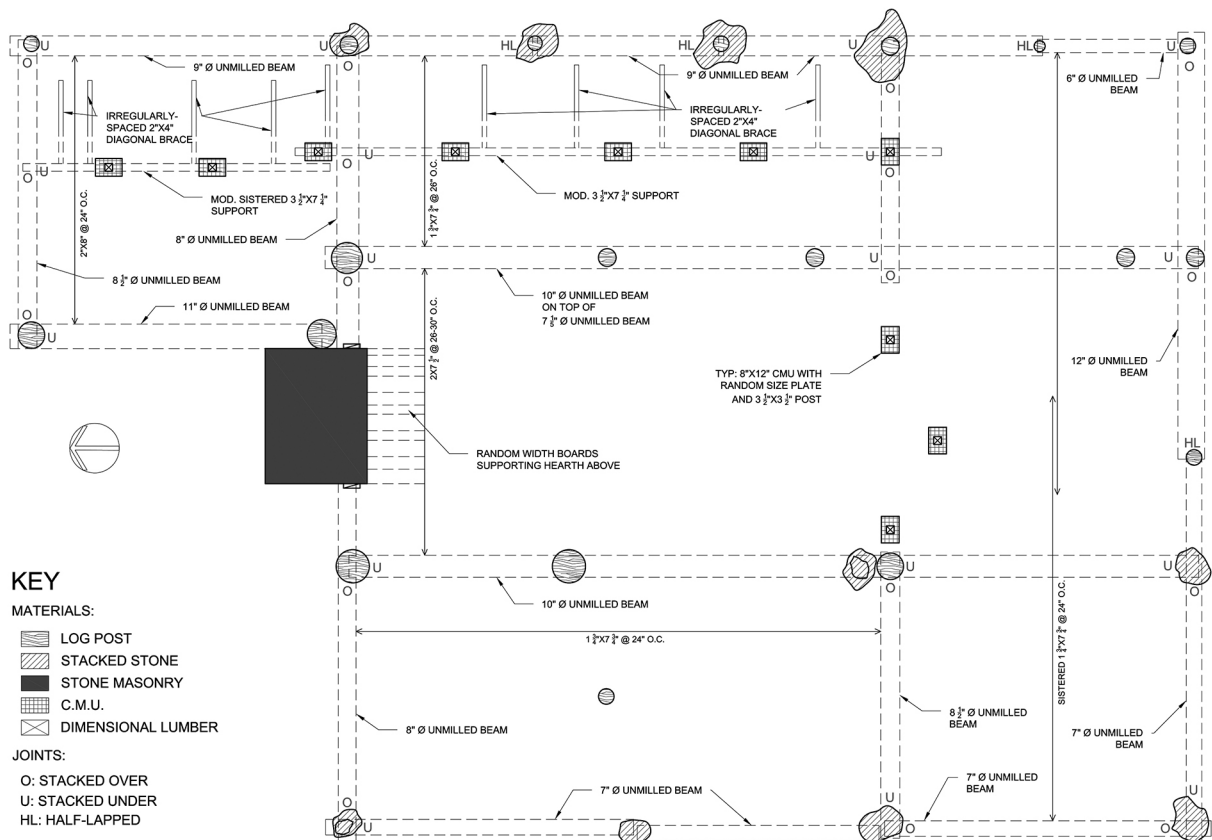 U
U
HL
HL
U
HL
U
O
O
O
O
9" Ø UNMILLED BEAM
9" Ø UNMILLED BEAM
6" Ø UNMILLED
BEAM
IRREGULARLY-
SPACED 2"X4"
DIAGONAL BRACE
IRREGULARLY-
SPACED 2"X4"
DIAGONAL BRACE
U
U
O
U
O
O
O
MOD. SISTERED 3 1/2"X7 1/4"
SUPPORT
MOD. 3 1/2"X7 1/4" SUPPORT
2"X8" @ 24" O.C.
1 3/4"X7 3/4" @ 26" O.C.
8" Ø UNMILLED BEAM
U
U
U
U
O
O
O
8 1/2" Ø UNMILLED BEAM
11" Ø UNMILLED BEAM
10" Ø UNMILLED BEAM
ON TOP OF
7 1/5" Ø UNMILLED BEAM
O
U
2X7 1/2" @ 26-30" O.C.
12" Ø UNMILLED
BEAM
TYP: 8"X12" CMU WITH
RANDOM SIZE PLATE
AND 3 1/2"X3 1/2" POST
RANDOM WIDTH BOARDS
SUPPORTING HEARTH ABOVE
HL
U
U
U
O
O
O
10" Ø UNMILLED BEAM
1 3/4"X7 3/4" @ 24" O.C.
SISTERED 1 3/4"X7 3/4" @ 24" O.C.
8" Ø UNMILLED BEAM
8 1/2" Ø UNMILLED
BEAM
7" Ø UNMILLED
BEAM
7" Ø UNMILLED BEAM
7" Ø UNMILLED
BEAM
O
U
U
O
U
O
KEY
MATERIALS:
LOG POST
STACKED STONE
STONE MASONRY
C.M.U.
DIMENSIONAL LUMBER
JOINTS:
O: STACKED OVER
U: STACKED UNDER
HL: HALF-LAPPED